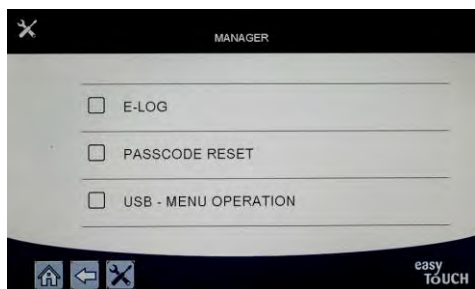 MANAGER
E-LOG
PASSCODE RESET
USB - MENU OPERATION
easy
ToUCH